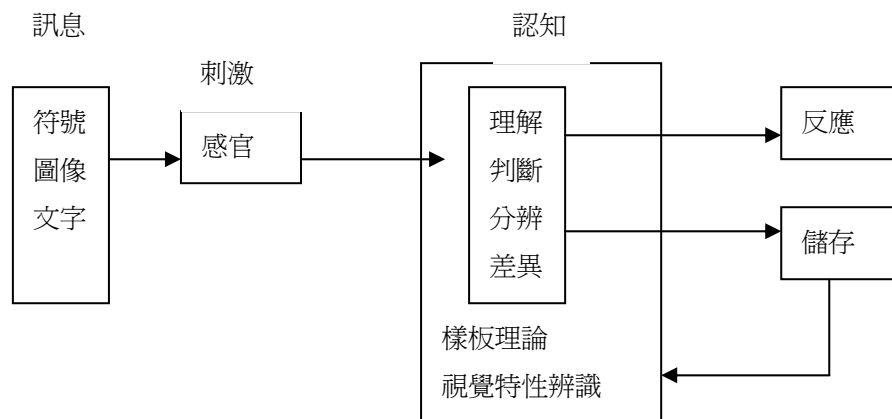 訊息
認知
刺激
符號
圖像
文字
感官
理解
判斷
分辨
差異
反應
儲存
樣板理論
視覺特性辨識